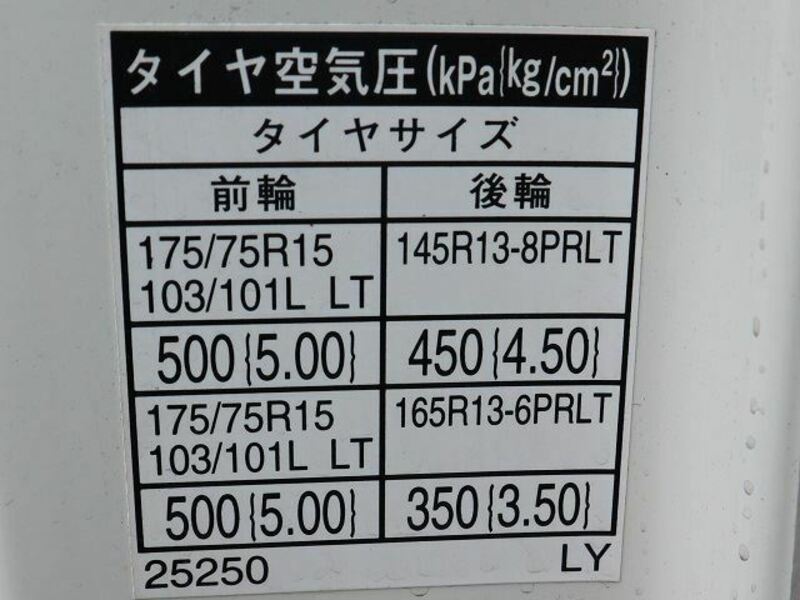 タイヤ空気圧(kPa{kg/cm²})
タイヤサイズ
前輪 後輪
175/75R15 145R13-8PRLT
103/101L LT
500{5.00} 450{4.50}
175/75R15 165R13-6PRLT
103/101L LT
500{5.00} 350{3.50}
25250 LY